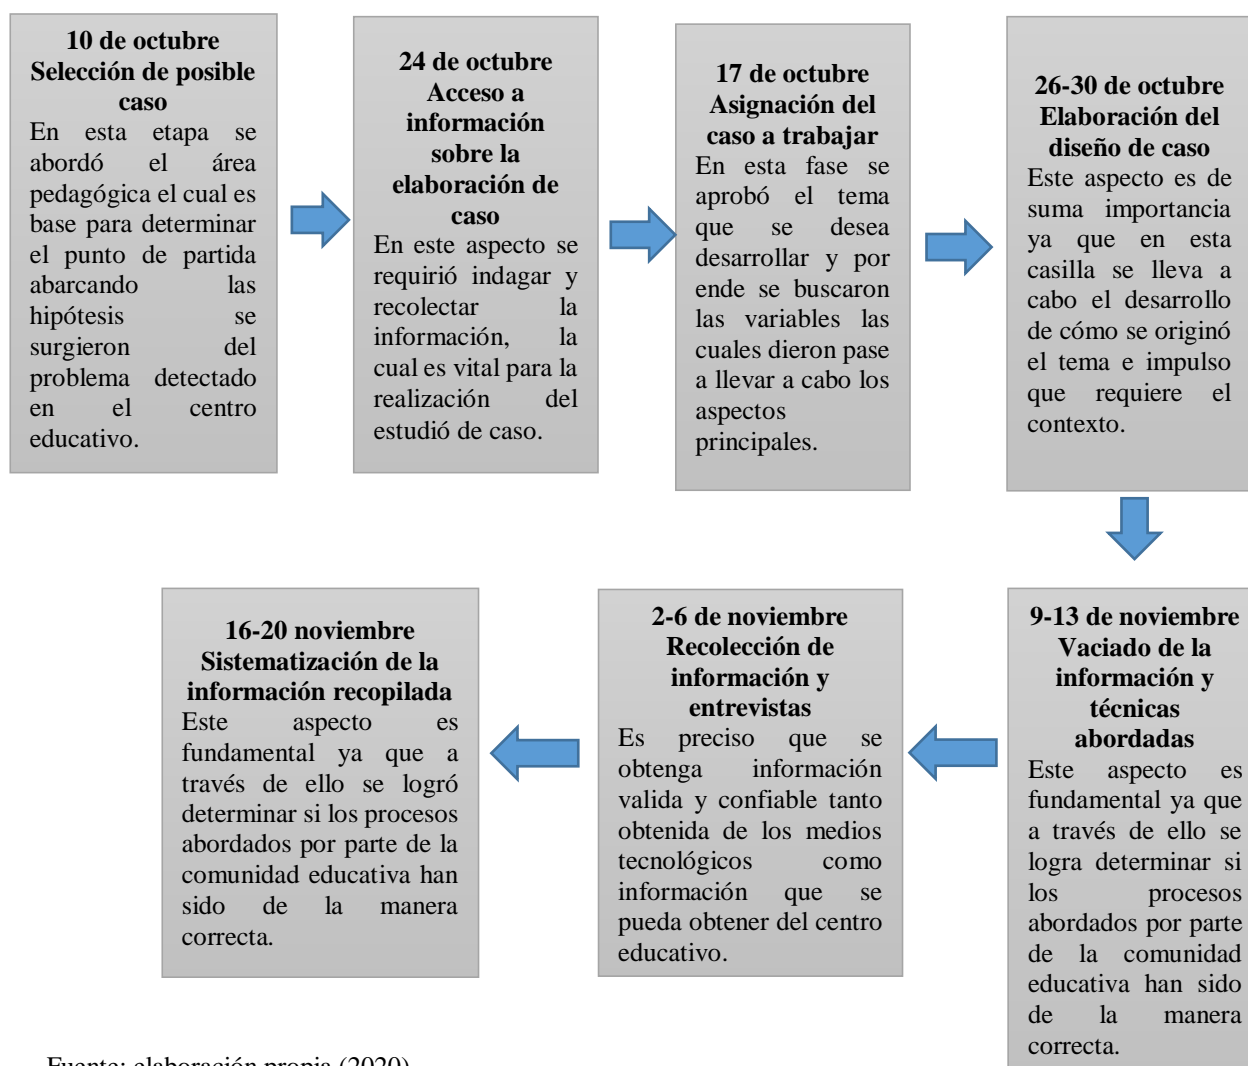 10 de octubre
Selección de posible
caso
En esta etapa se
abordó el área
pedagógica el cual es
base para determinar
el punto de partida
abarcando las
hipótesis se
surgieron del
problema detectado
en el centro
educativo.
24 de octubre
Acceso a
información
sobre la
elaboración de
caso
En este aspecto se
requirió indagar y
recolectar la
información, la
cual es vital para la
realización del
estudió de caso.
17 de octubre
Asignación del
caso a trabajar
En esta fase se
aprobó el tema
que se desea
desarrollar y por
ende se buscaron
las variables las
cuales dieron pase
a llevar a cabo los
aspectos
principales.
26-30 de octubre
Elaboración del
diseño de caso
Este aspecto es de
suma importancia
ya que en esta
casilla se lleva a
cabo el desarrollo
de cómo se originó
el tema e impulso
que requiere el
contexto.
9-13 de noviembre
Vaciado de la
información y
técnicas
abordadas
Este aspecto es
fundamental ya que
a través de ello se
logra determinar si
los procesos
abordados por parte
de la comunidad
educativa han sido
de la manera
correcta.
2-6 de noviembre
Recolección de
información y
entrevistas
Es preciso que se
obtenga información
valida y confiable tanto
obtenida de los medios
tecnológicos como
información que se
pueda obtener del centro
educativo.
16-20 noviembre
Sistematización de la
información recopilada
Este aspecto es
fundamental ya que a
través de ello se logró
determinar si los procesos
abordados por parte de la
comunidad educativa han
sido de la manera
correcta.
Fuente: elaboración propia (2020)